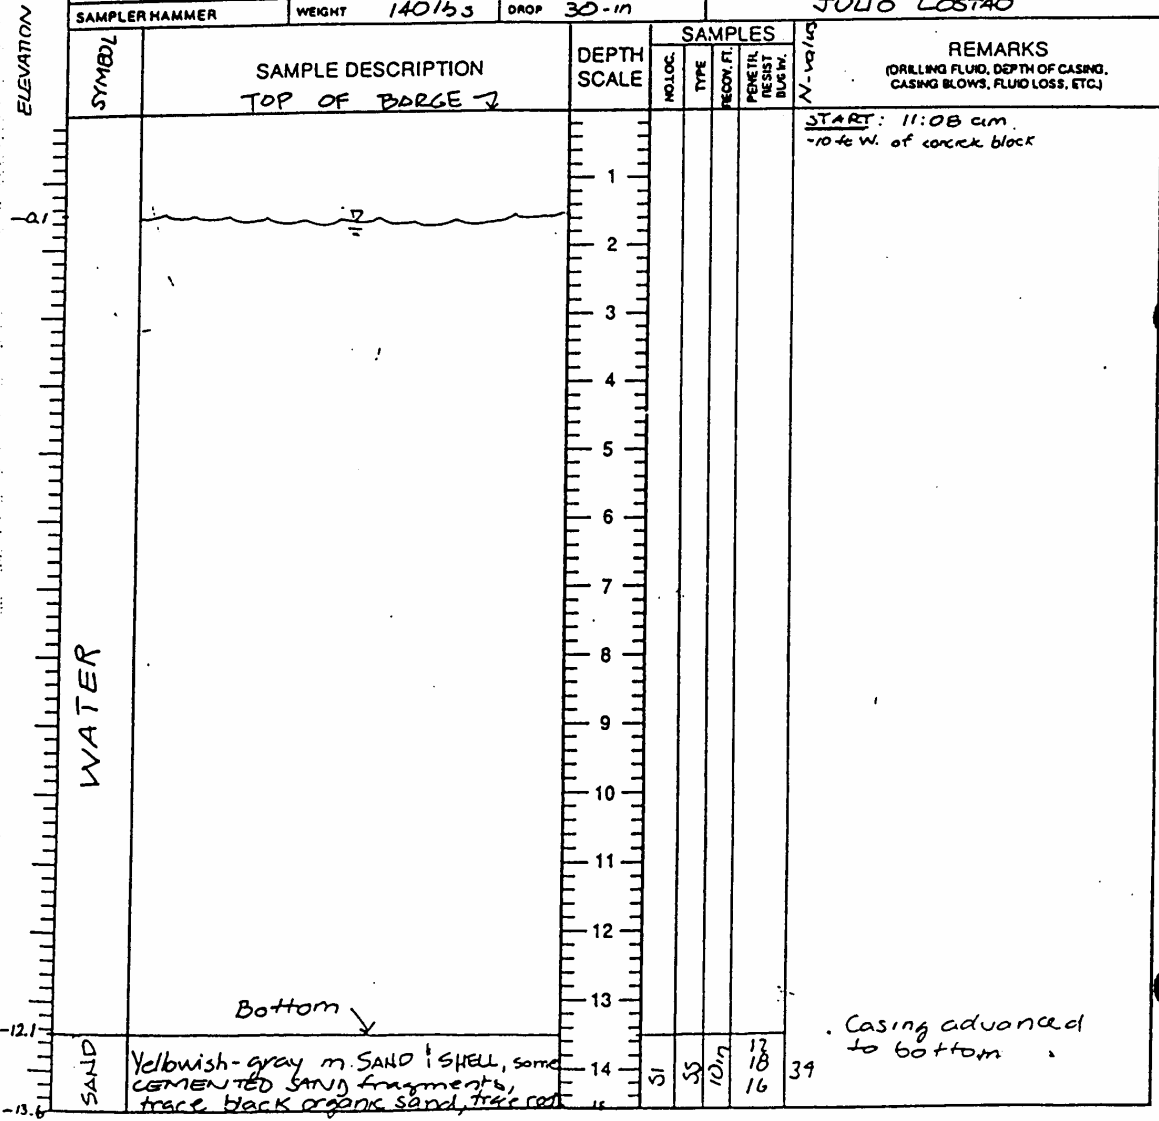 SAMPLER HAMMER WEIGHT 140 lbs DROP 30-in JULIO LOSTAO
ELEVATION SYMBOL SAMPLE DESCRIPTION DEPTH SCALE SAMPLES N-value REMARKS
NO.LOC. TYPE RECOV. FT. PENETR. RESIST BL/6 IN.
(DRILLING FLUID, DEPTH OF CASING,
CASING BLOWS, FLUID LOSS, ETC.)
TOP OF BARGE
START: 11:08 am
~10 ft W. of concrete block
1
-0.1
2
3
4
5
6
7
8
WATER
9
10
11
12
13
Bottom
-12.1
. Casing advanced
to bottom
SAND
Yellowish-gray m. SAND & SHELL, some
CEMENTED SAND fragments,
trace black organic sand, trace
14
S1 SS 10in
18
16
34
15
-13.6